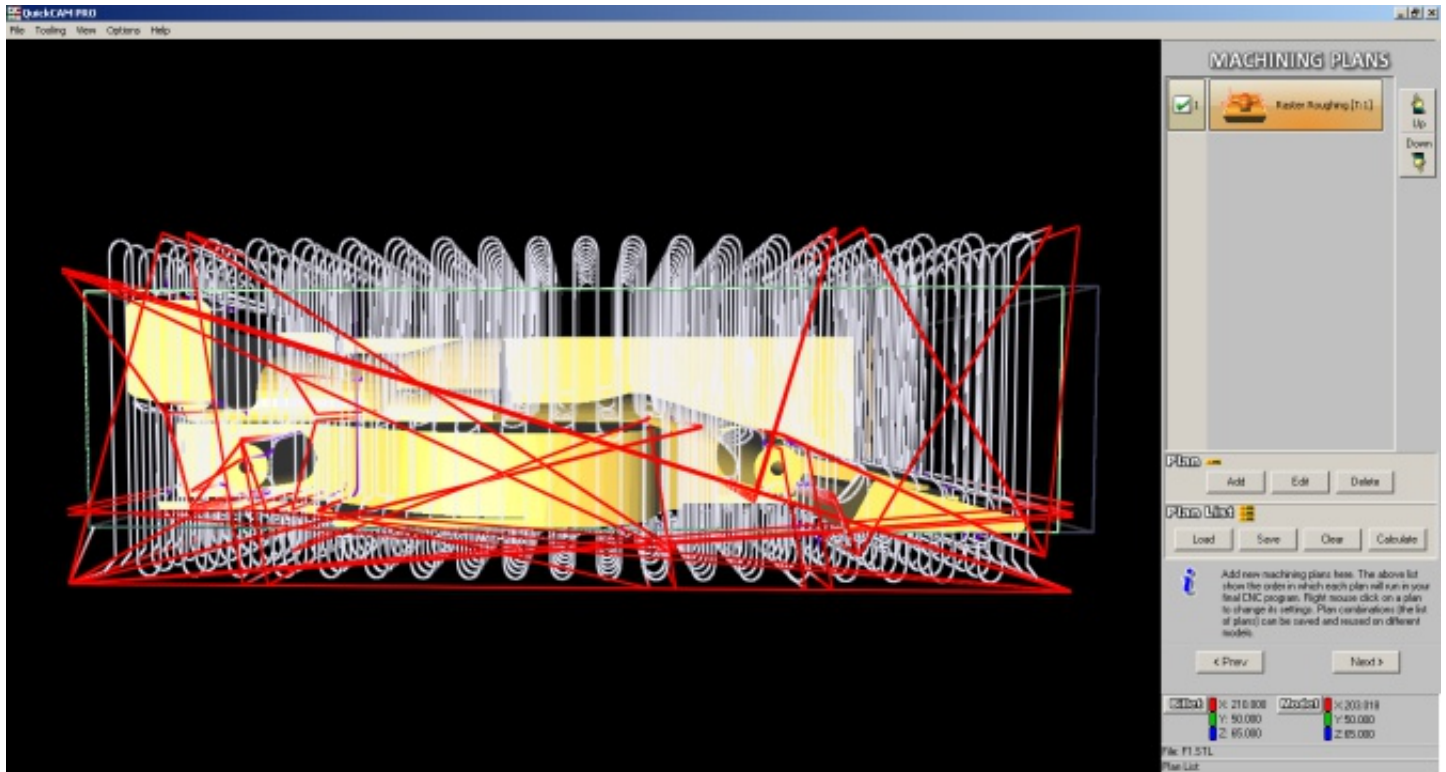 QuickCAM PRO
File Tooling View Options Help
MACHINING PLANS
1 Raster Roughing [T:1]
Up
Down
Plan
Add Edit Delete
Plan List
Load Save Clear Calculate
Add new machining plans here. The above list
show the order in which each plan will run in your
final CNC program. Right mouse click on a plan
to change its settings. Plan combinations (the list
of plans) can be saved and reused on different
models.
< Prev Next >
Billet X: 210.000 Model X: 203.018
Y: 50.000 Y: 50.000
Z: 65.000 Z: 65.000
File: F1.STL
Plan List